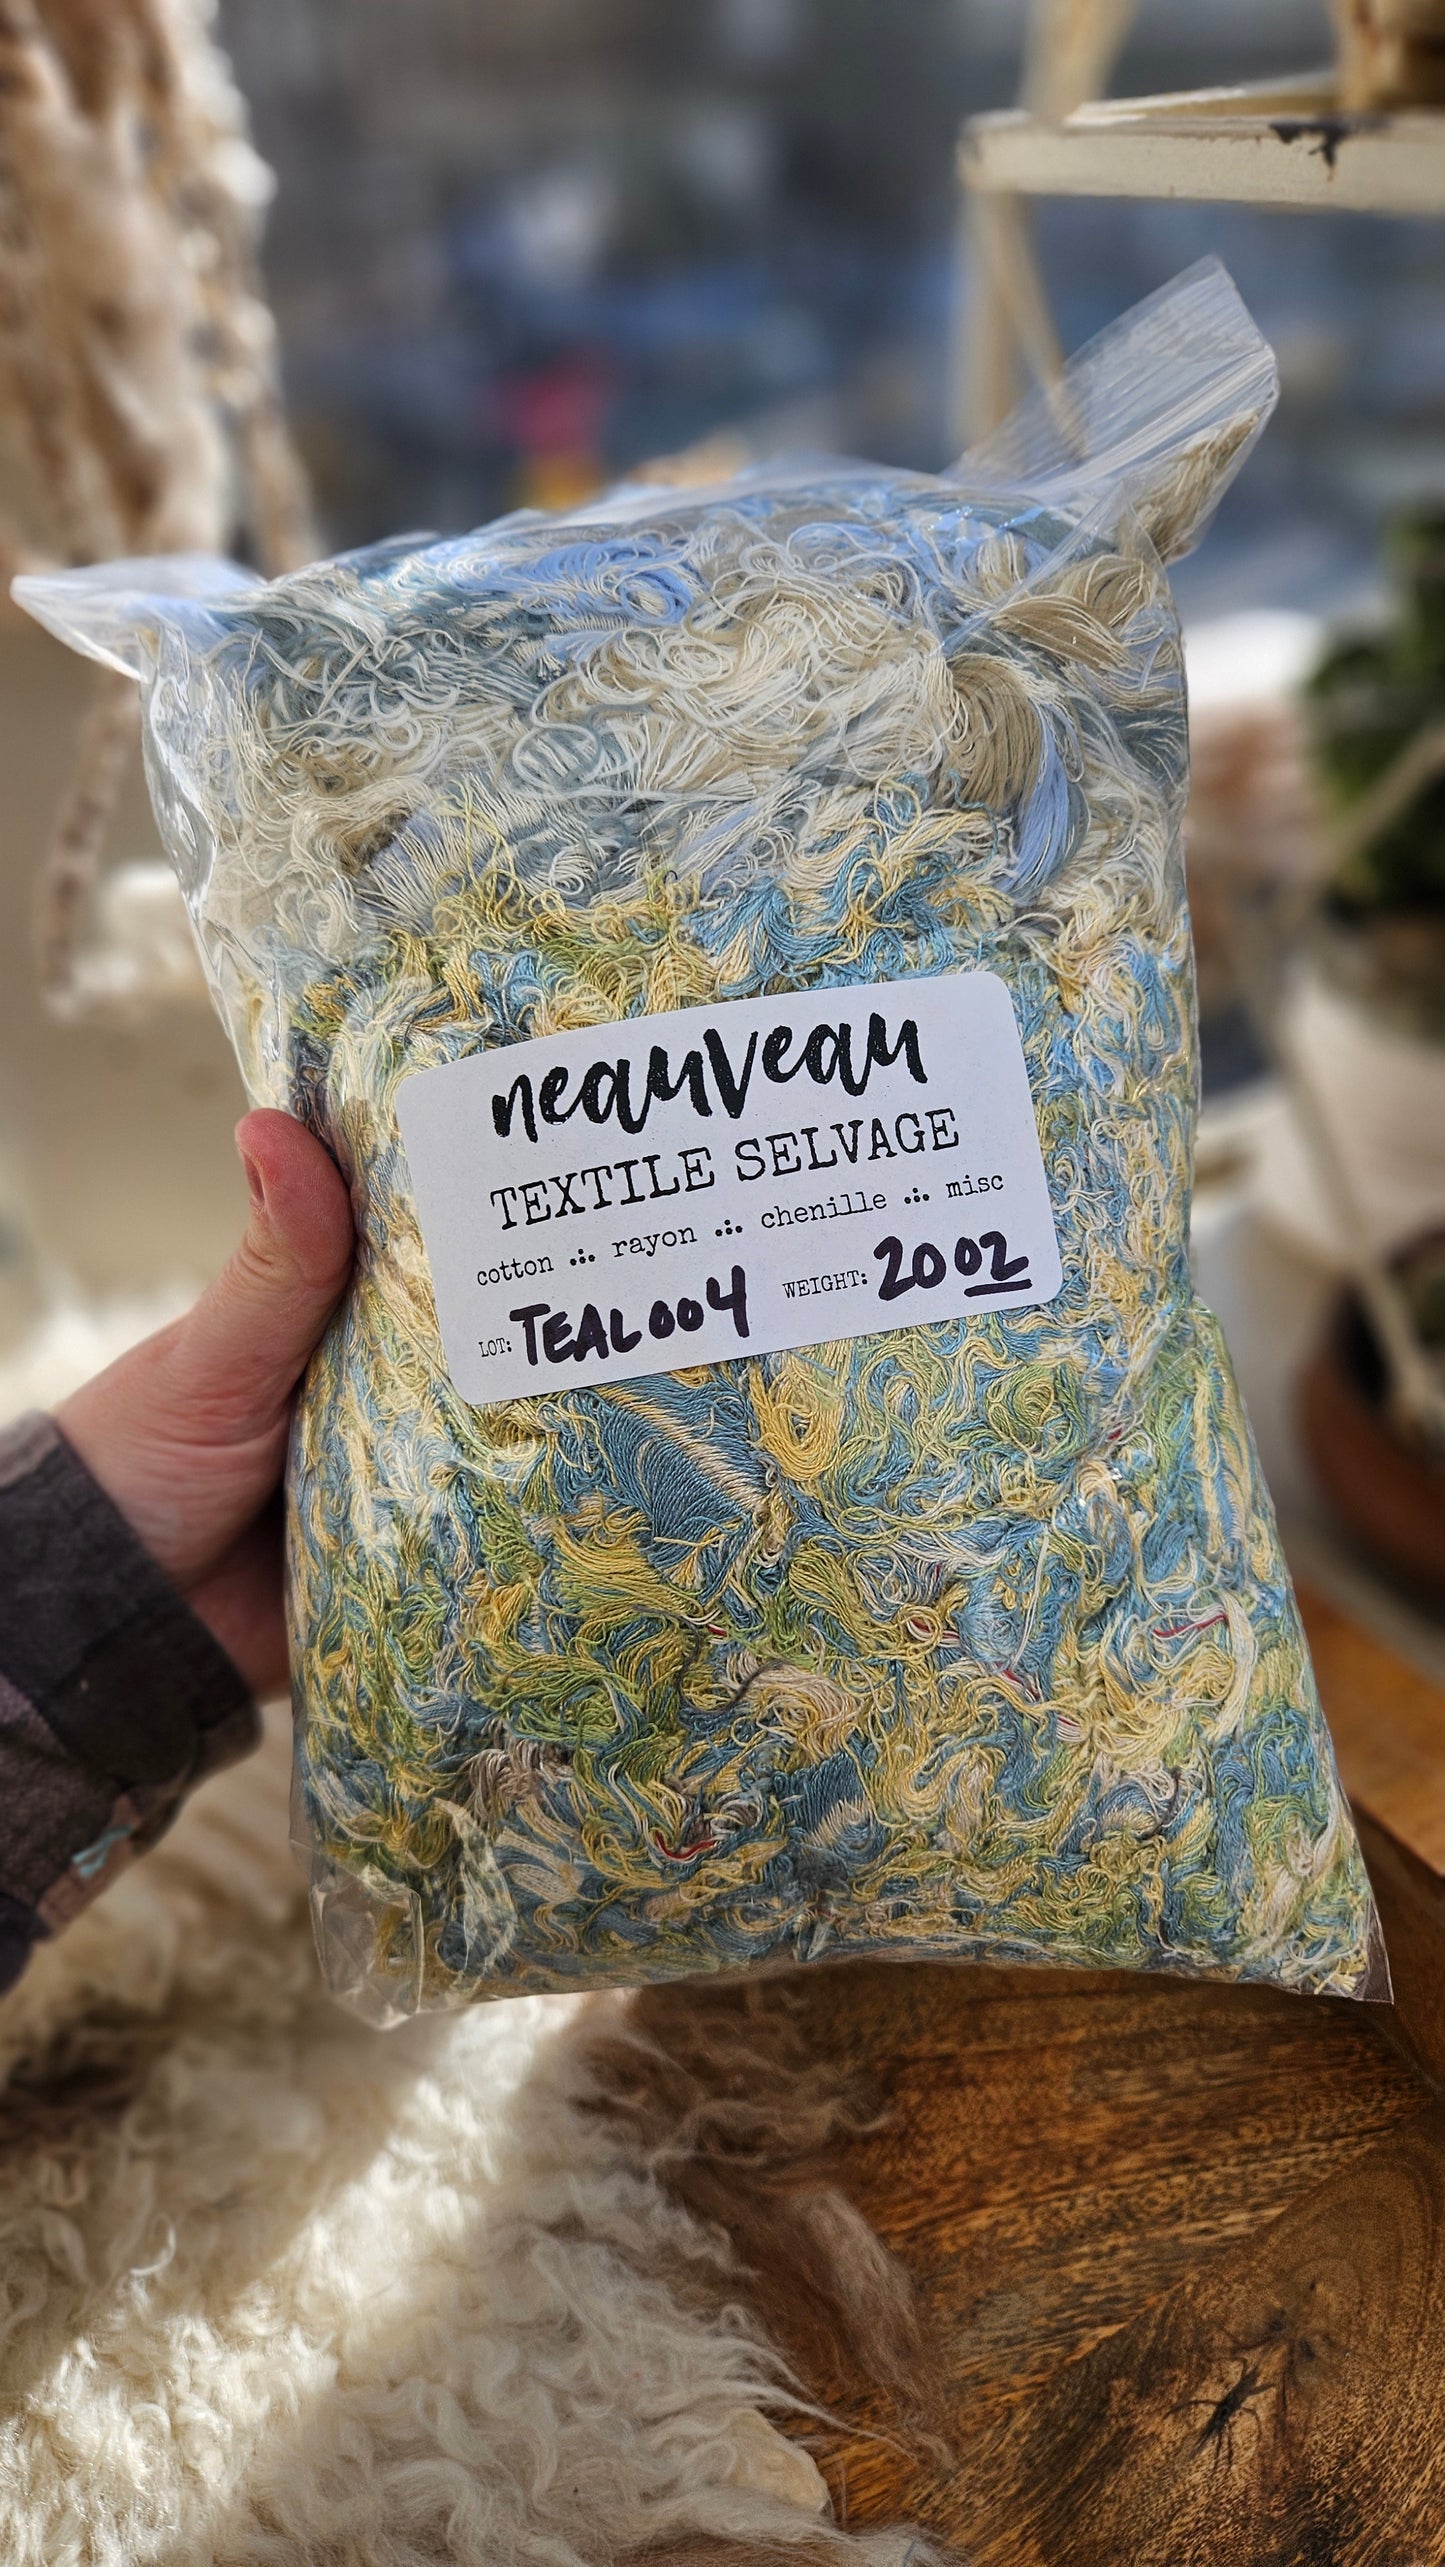 neauveau
TEXTILE SELVAGE
cotton ∴ rayon ∴ chenille ∴ misc
LOT: TEAL004 WEIGHT: 20oz